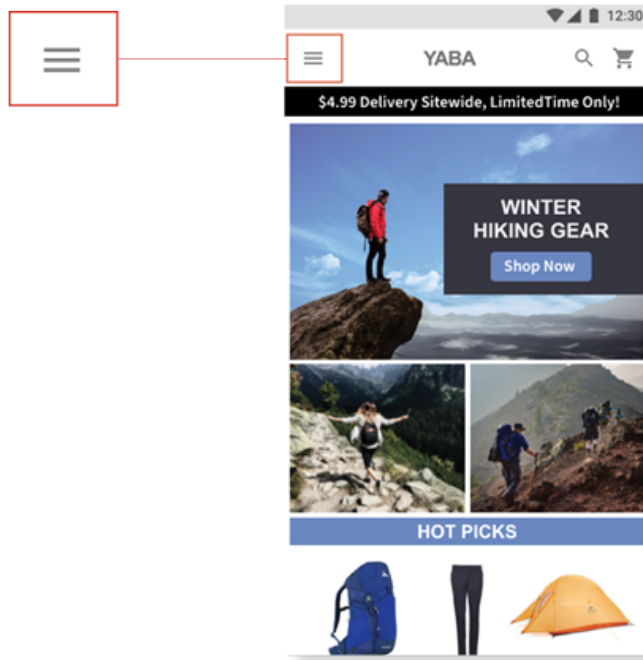 12:30
YABA
$4.99 Delivery Sitewide, LimitedTime Only!
WINTER
HIKING GEAR
Shop Now
HOT PICKS